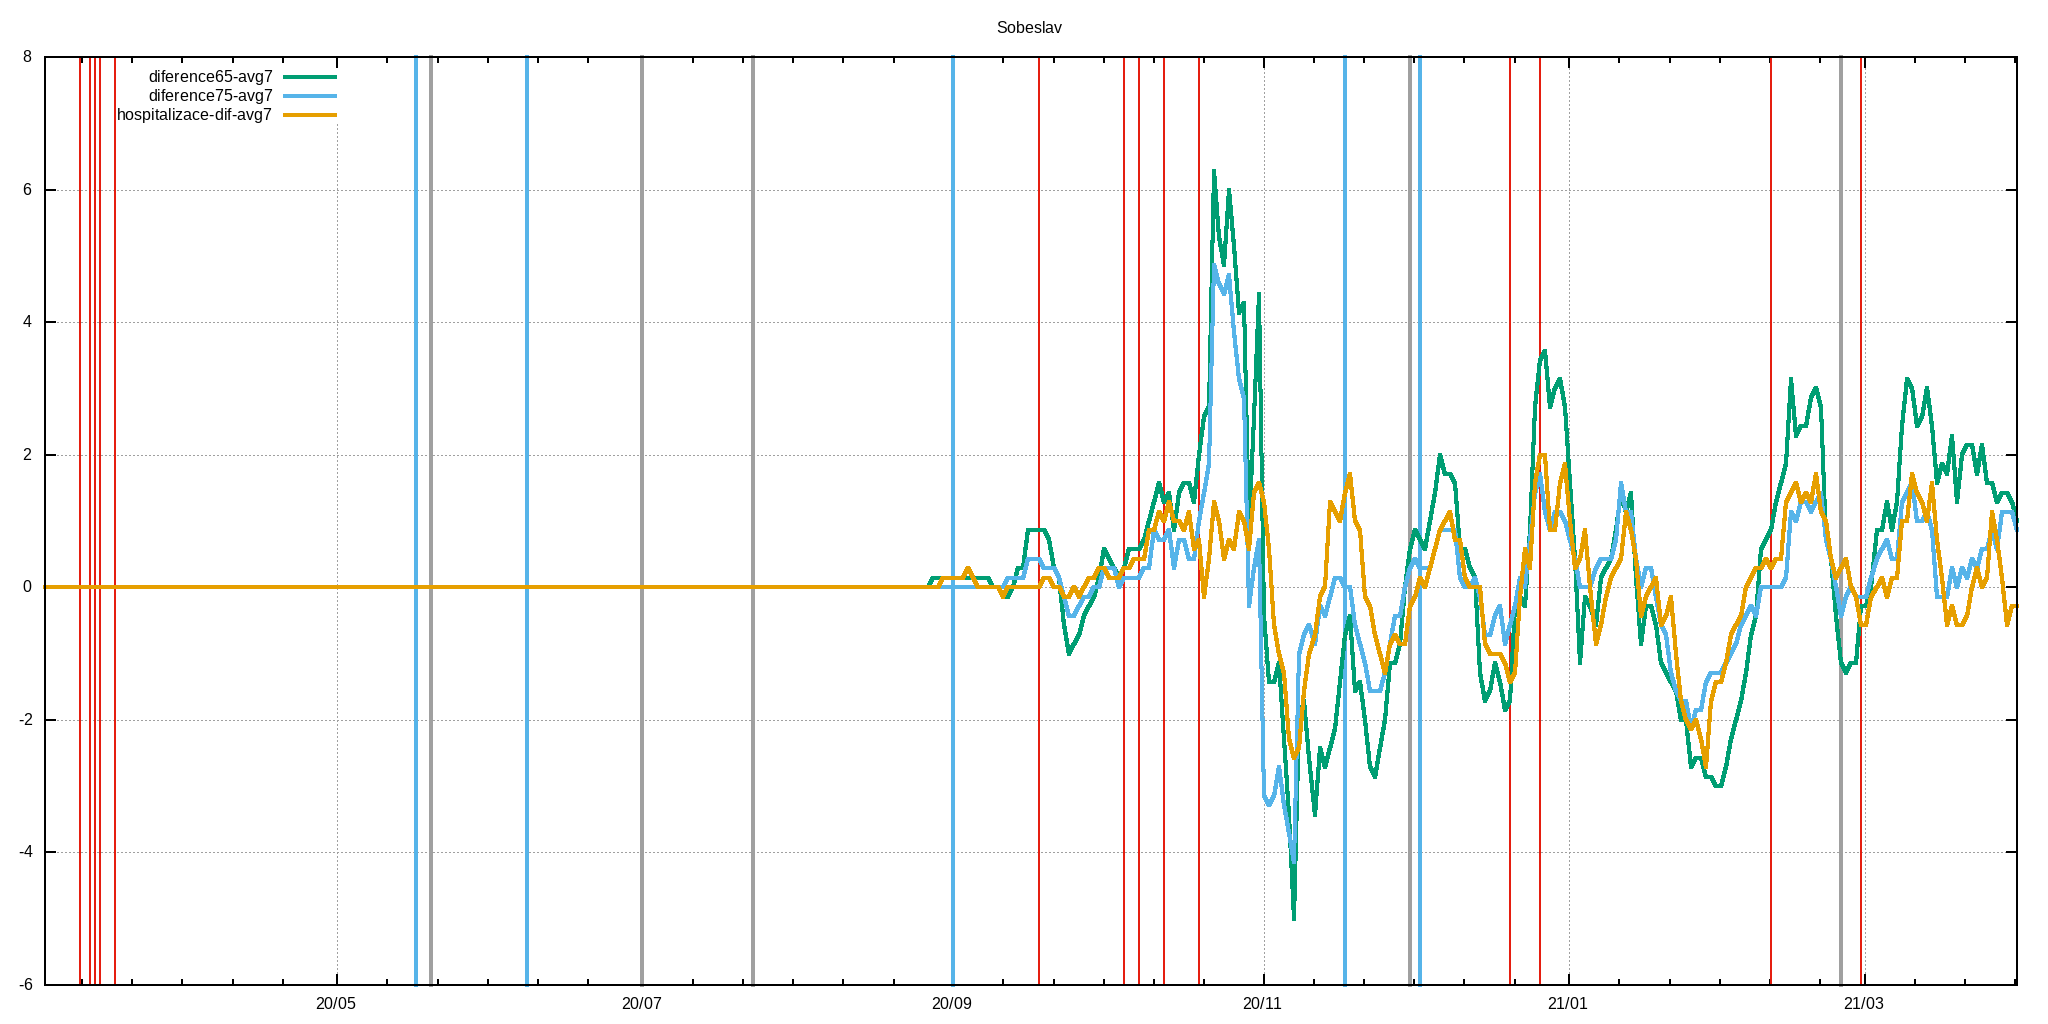 Sobeslav
diference65-avg7
diference75-avg7
hospitalizace-dif-avg7
8
6
4
2
0
-2
-4
-6
20/05 20/07 20/09 20/11 21/01 21/03